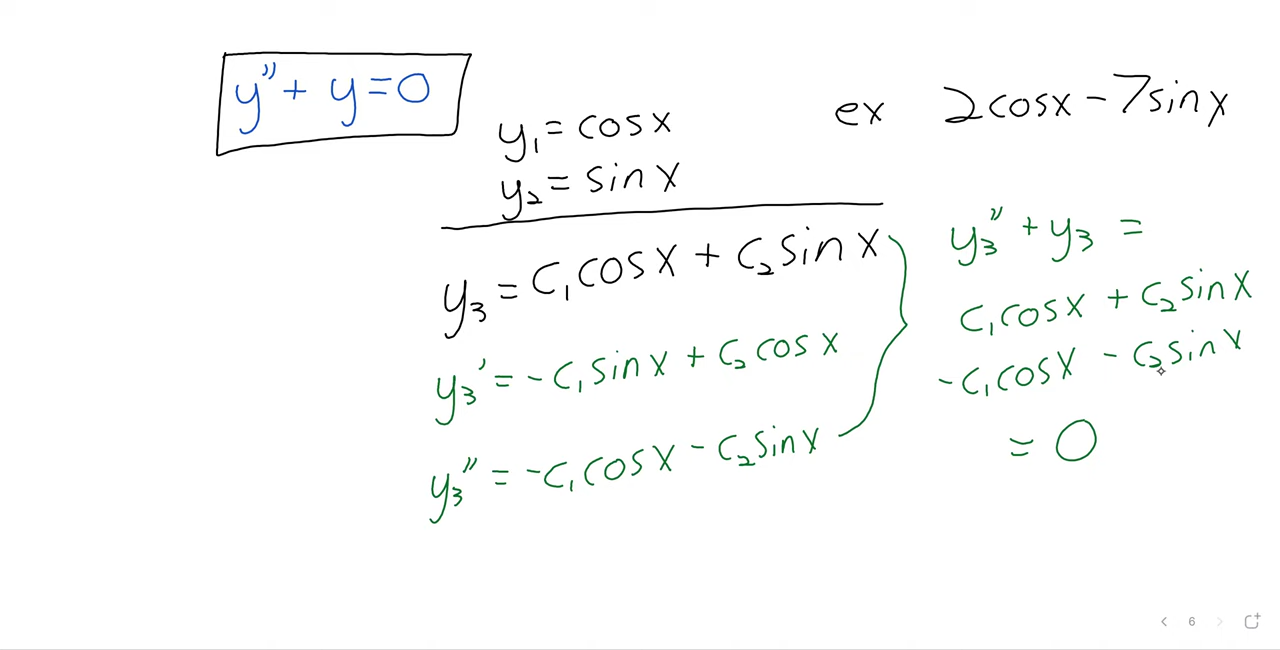 y'' + y = 0
y₁ = cos x
y₂ = sin x
ex 2cosx - 7sin x
y₃ = C₁cos x + C₂sin x
y₃' = -C₁sin x + C₂cos x
y₃'' = -C₁cos x - C₂sin x
y₃'' + y₃ =
C₁cos x + C₂sin x
-C₁cos x - C₂sin x
= 0
6